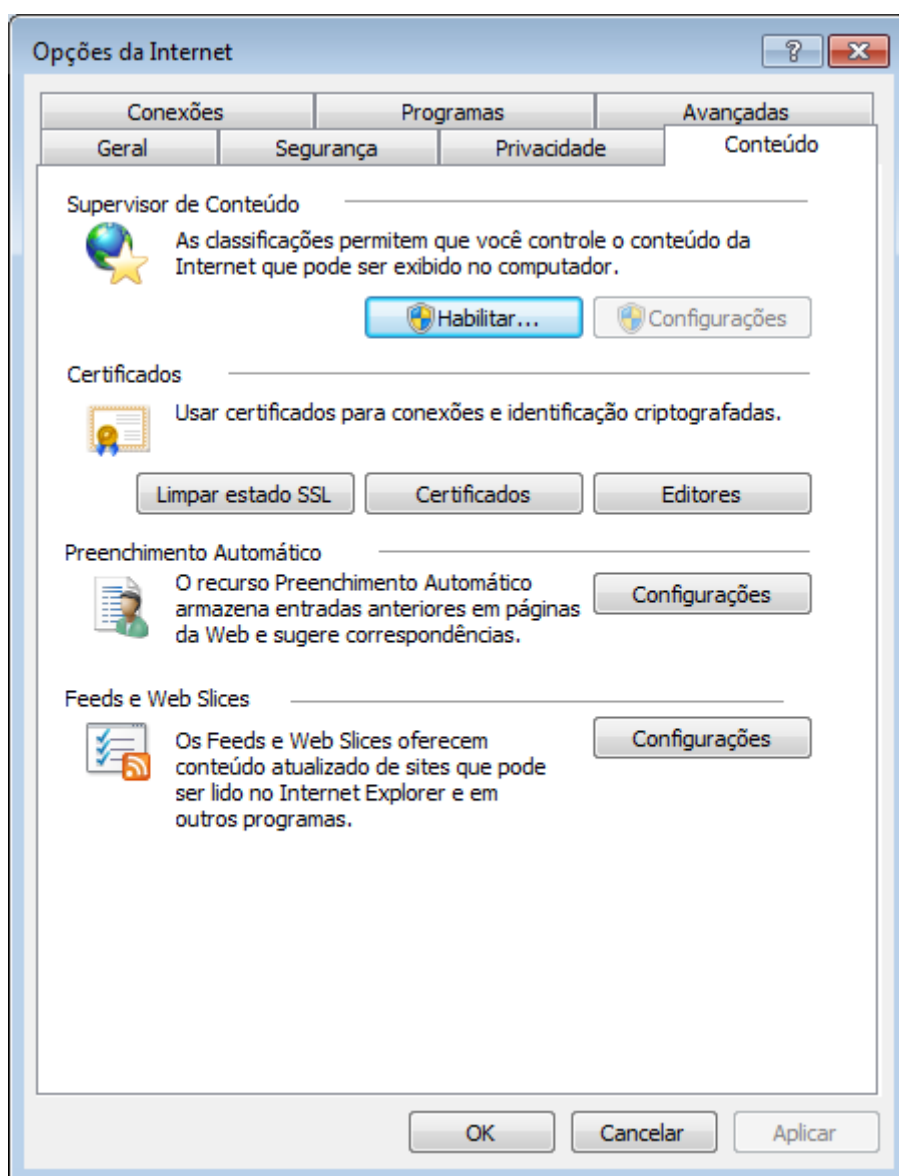 Opções da Internet
Conexões Programas Avançadas
Geral Segurança Privacidade Conteúdo
Supervisor de Conteúdo
As classificações permitem que você controle o conteúdo da
Internet que pode ser exibido no computador.
Habilitar... Configurações
Certificados
Usar certificados para conexões e identificação criptografadas.
Limpar estado SSL Certificados Editores
Preenchimento Automático
O recurso Preenchimento Automático
armazena entradas anteriores em páginas
da Web e sugere correspondências.
Configurações
Feeds e Web Slices
Os Feeds e Web Slices oferecem
conteúdo atualizado de sites que pode
ser lido no Internet Explorer e em
outros programas.
Configurações
OK Cancelar Aplicar